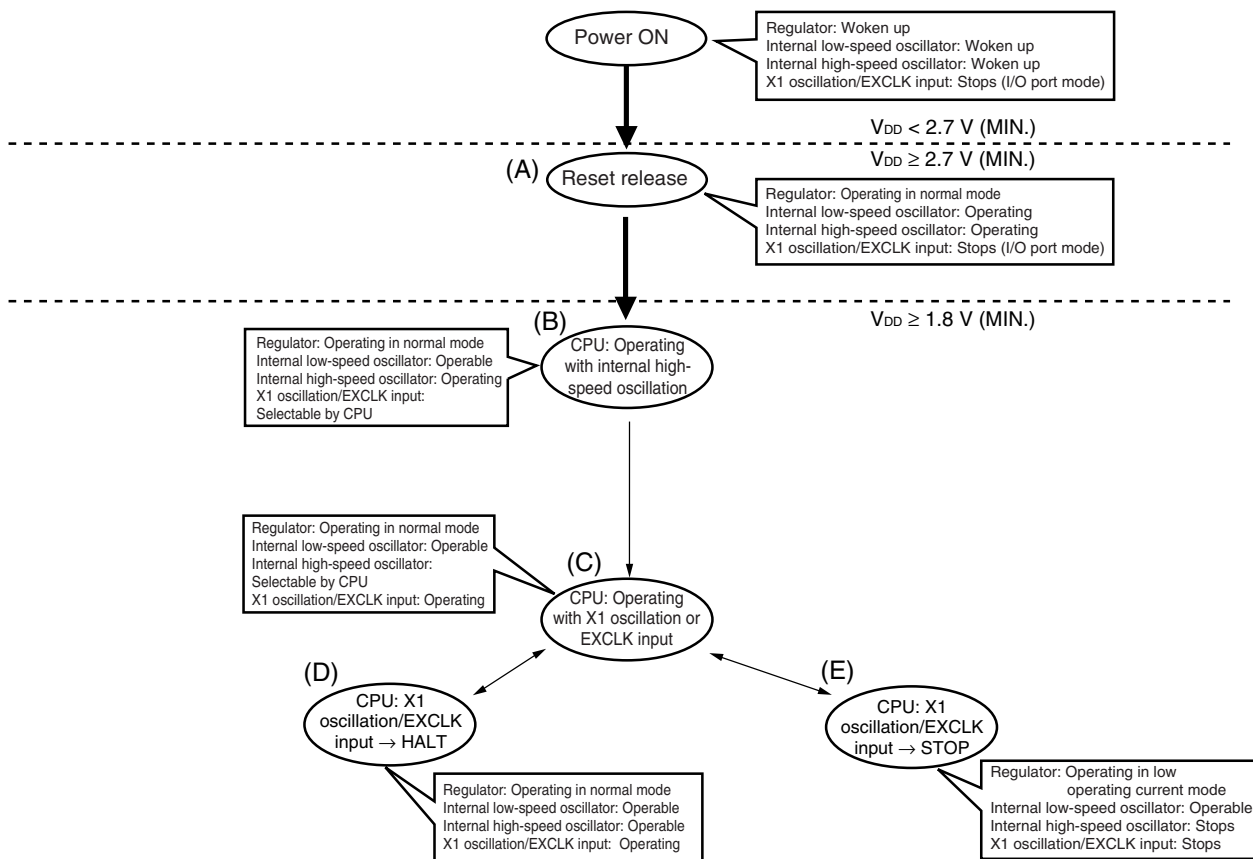 Power ON
Regulator: Woken up
Internal low-speed oscillator: Woken up
Internal high-speed oscillator: Woken up
X1 oscillation/EXCLK input: Stops (I/O port mode)
VDD < 2.7 V (MIN.)
VDD ≥ 2.7 V (MIN.)
(A)
Reset release
Regulator: Operating in normal mode
Internal low-speed oscillator: Operating
Internal high-speed oscillator: Operating
X1 oscillation/EXCLK input: Stops (I/O port mode)
VDD ≥ 1.8 V (MIN.)
(B)
CPU: Operating
with internal high-
speed oscillation
Regulator: Operating in normal mode
Internal low-speed oscillator: Operable
Internal high-speed oscillator: Operating
X1 oscillation/EXCLK input:
Selectable by CPU
Regulator: Operating in normal mode
Internal low-speed oscillator: Operable
Internal high-speed oscillator:
Selectable by CPU
X1 oscillation/EXCLK input: Operating
(C)
CPU: Operating
with X1 oscillation or
EXCLK input
(D)
CPU: X1
oscillation/EXCLK
input → HALT
(E)
CPU: X1
oscillation/EXCLK
input → STOP
Regulator: Operating in normal mode
Internal low-speed oscillator: Operable
Internal high-speed oscillator: Operable
X1 oscillation/EXCLK input: Operating
Regulator: Operating in low
operating current mode
Internal low-speed oscillator: Operable
Internal high-speed oscillator: Stops
X1 oscillation/EXCLK input: Stops